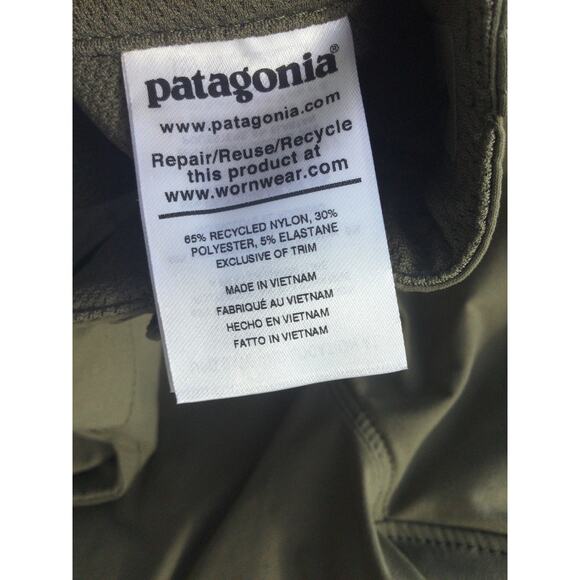 patagonia®
www.patagonia.com
Repair/Reuse/Recycle
this product at
www.wornwear.com
65% RECYCLED NYLON, 30%
POLYESTER, 5% ELASTANE
EXCLUSIVE OF TRIM
MADE IN VIETNAM
FABRIQUÉ AU VIETNAM
HECHO EN VIETNAM
FATTO IN VIETNAM